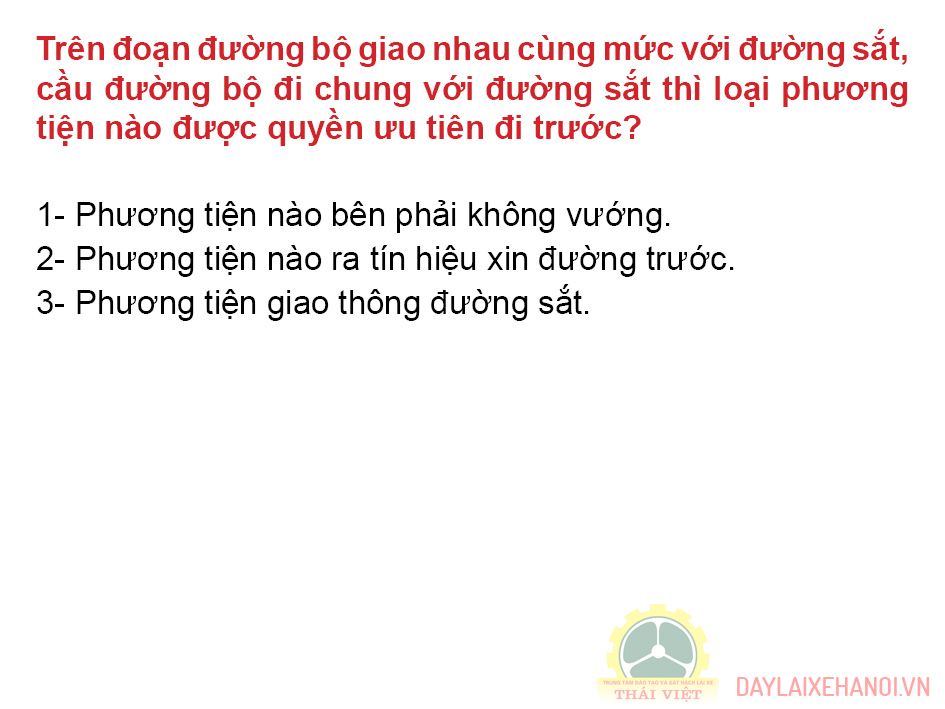 Trên đoạn đường bộ giao nhau cùng mức với đường sắt,
cầu đường bộ đi chung với đường sắt thì loại phương
tiện nào được quyền ưu tiên đi trước?
1- Phương tiện nào bên phải không vướng.
2- Phương tiện nào ra tín hiệu xin đường trước.
3- Phương tiện giao thông đường sắt.
TRUNG TÂM ĐÀO TẠO VÀ SÁT HẠCH LÁI XE
THÁI VIỆT
DAYLAIXEHANOI.VN